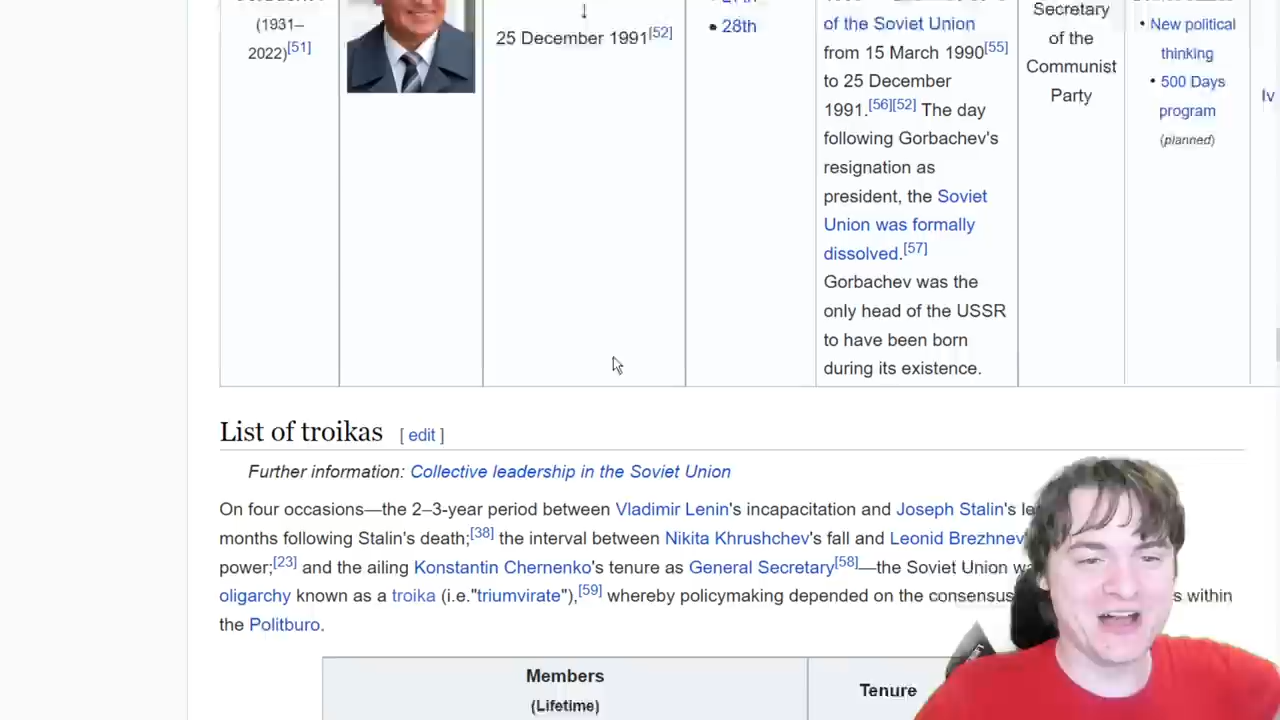 (1931–
2022)[51]
↓
25 December 1991[52]
• 28th
of the Soviet Union
from 15 March 1990[55]
to 25 December
1991.[56][52] The day
following Gorbachev's
resignation as
president, the Soviet
Union was formally
dissolved.[57]
Gorbachev was the
only head of the USSR
to have been born
during its existence.
Secretary
of the
Communist
Party
• New political
thinking
• 500 Days
program
(planned)
Iv
List of troikas [ edit ]
Further information: Collective leadership in the Soviet Union
On four occasions—the 2–3-year period between Vladimir Lenin's incapacitation and Joseph Stalin's
months following Stalin's death;[38] the interval between Nikita Khrushchev's fall and Leonid Brezhnev
power;[23] and the ailing Konstantin Chernenko's tenure as General Secretary[58]—the Soviet Union
oligarchy known as a troika (i.e."triumvirate"),[59] whereby policymaking depended on the consensus within
the Politburo.
Members
(Lifetime)
Tenure